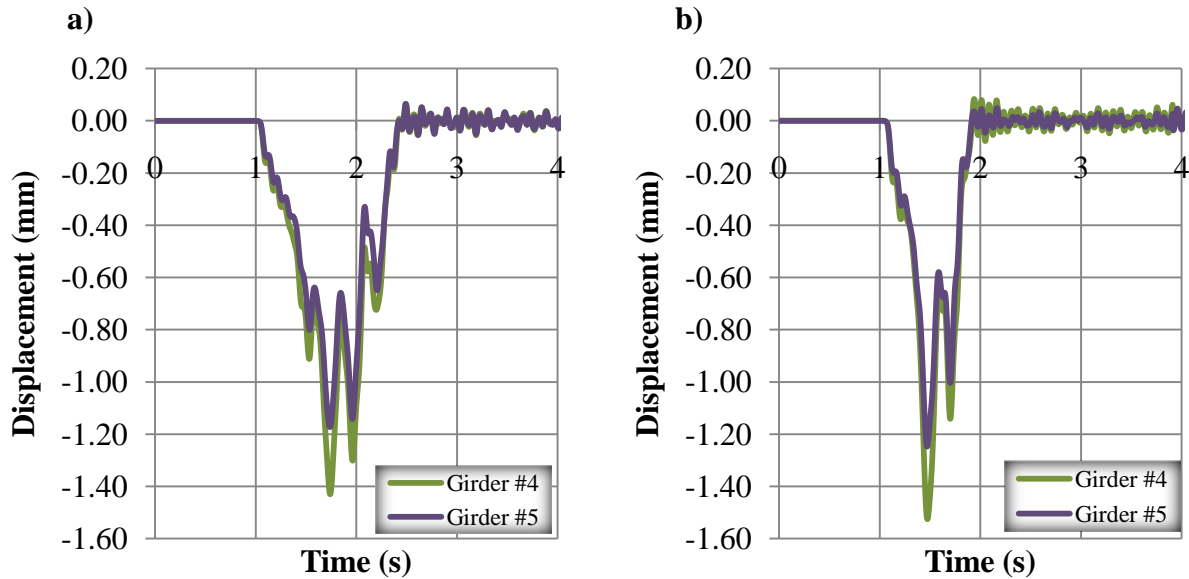 a)
0.20
0.00
-0.20
-0.40
-0.60
-0.80
-1.00
-1.20
-1.40
-1.60
0 1 2 3 4
Displacement (mm)
Time (s)
Girder #4
Girder #5
b)
0.20
0.00
-0.20
-0.40
-0.60
-0.80
-1.00
-1.20
-1.40
-1.60
0 1 2 3 4
Displacement (mm)
Time (s)
Girder #4
Girder #5